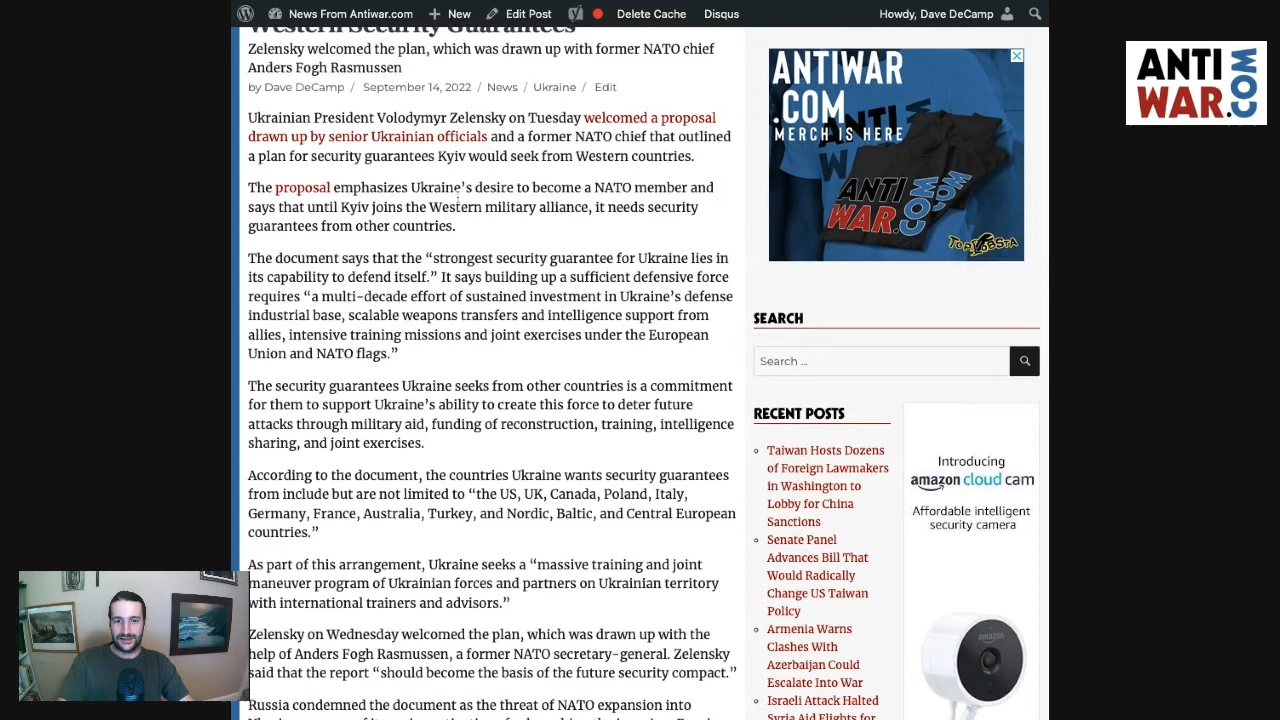 News From Antiwar.com
New
Edit Post
Delete Cache
Disqus
Howdy, Dave DeCamp
Western Security Guarantees
Zelensky welcomed the plan, which was drawn up with former NATO chief
Anders Fogh Rasmussen
by Dave DeCamp / September 14, 2022 / News / Ukraine / Edit
Ukrainian President Volodymyr Zelensky on Tuesday welcomed a proposal
drawn up by senior Ukrainian officials and a former NATO chief that outlined
a plan for security guarantees Kyiv would seek from Western countries.
The proposal emphasizes Ukraine's desire to become a NATO member and
says that until Kyiv joins the Western military alliance, it needs security
guarantees from other countries.
The document says that the “strongest security guarantee for Ukraine lies in
its capability to defend itself.” It says building up a sufficient defensive force
requires “a multi-decade effort of sustained investment in Ukraine's defense
industrial base, scalable weapons transfers and intelligence support from
allies, intensive training missions and joint exercises under the European
Union and NATO flags.”
The security guarantees Ukraine seeks from other countries is a commitment
for them to support Ukraine's ability to create this force to deter future
attacks through military aid, funding of reconstruction, training, intelligence
sharing, and joint exercises.
According to the document, the countries Ukraine wants security guarantees
from include but are not limited to “the US, UK, Canada, Poland, Italy,
Germany, France, Australia, Turkey, and Nordic, Baltic, and Central European
countries.”
As part of this arrangement, Ukraine seeks a “massive training and joint
maneuver program of Ukrainian forces and partners on Ukrainian territory
with international trainers and advisors.”
Zelensky on Wednesday welcomed the plan, which was drawn up with the
help of Anders Fogh Rasmussen, a former NATO secretary-general. Zelensky
said that the report “should become the basis of the future security compact.”
Russia condemned the document as the threat of NATO expansion into
ANTIWAR
.COM
MERCH IS HERE
ANTI
WAR.COM
TOP LOBSTA
SEARCH
Search ...
RECENT POSTS
Taiwan Hosts Dozens
of Foreign Lawmakers
in Washington to
Lobby for China
Sanctions
Senate Panel
Advances Bill That
Would Radically
Change US Taiwan
Policy
Armenia Warns
Clashes With
Azerbaijan Could
Escalate Into War
Israeli Attack Halted
Syria Aid Flights for
Introducing
amazon cloud cam
Affordable intelligent
security camera
amazon
ANTI
WAR.COM